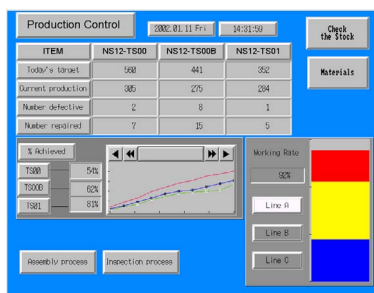 Production Control
2002.01.11 Fri
14:31:59
Check
the Stock
ITEM NS12-TS00 NS12-TS00B NS12-TS01
Today's target 560 441 352
Current production 305 275 284
Number defective 2 8 1
Number repaired 7 15 5
Materials
% Achieved
TS00 54%
TS00B 62%
TS01 81%
Working Rate
92%
Line A
Line B
Line C
Assembly process
Inspection process